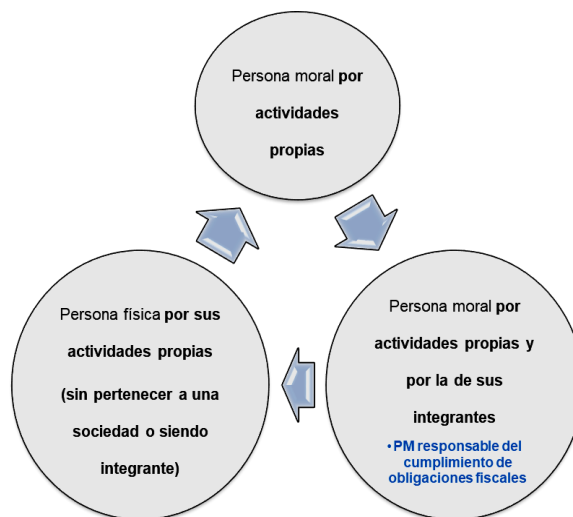 Persona moral por
actividades
propias
Persona física por sus
actividades propias
(sin pertenecer a una
sociedad o siendo
integrante)
Persona moral por
actividades propias y
por la de sus
integrantes
• PM responsable del
cumplimiento de
obligaciones fiscales